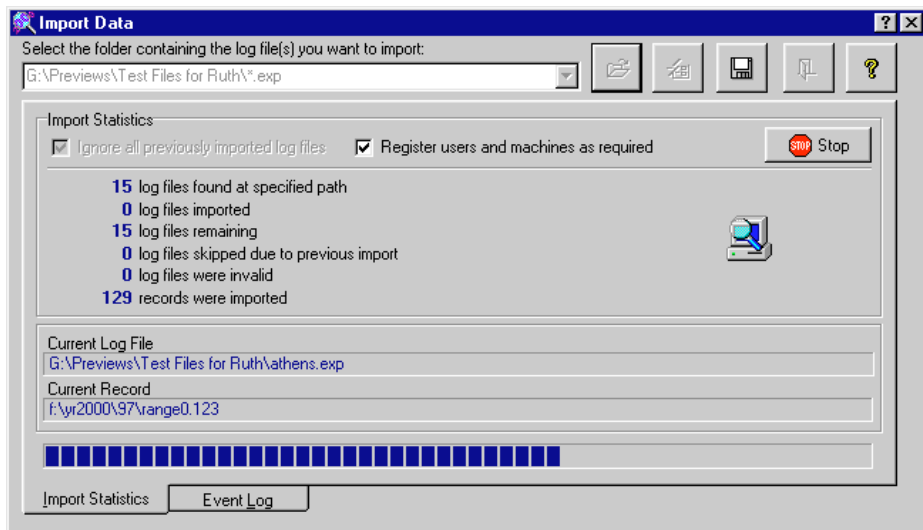 Import Data
Select the folder containing the log file(s) you want to import:
G:\Previews\Test Files for Ruth\*.exp
Import Statistics
Ignore all previously imported log files
Register users and machines as required
STOP Stop
15 log files found at specified path
0 log files imported
15 log files remaining
0 log files skipped due to previous import
0 log files were invalid
129 records were imported
Current Log File
G:\Previews\Test Files for Ruth\athens.exp
Current Record
f:\yr2000\97\range0.123
Import Statistics
Event Log